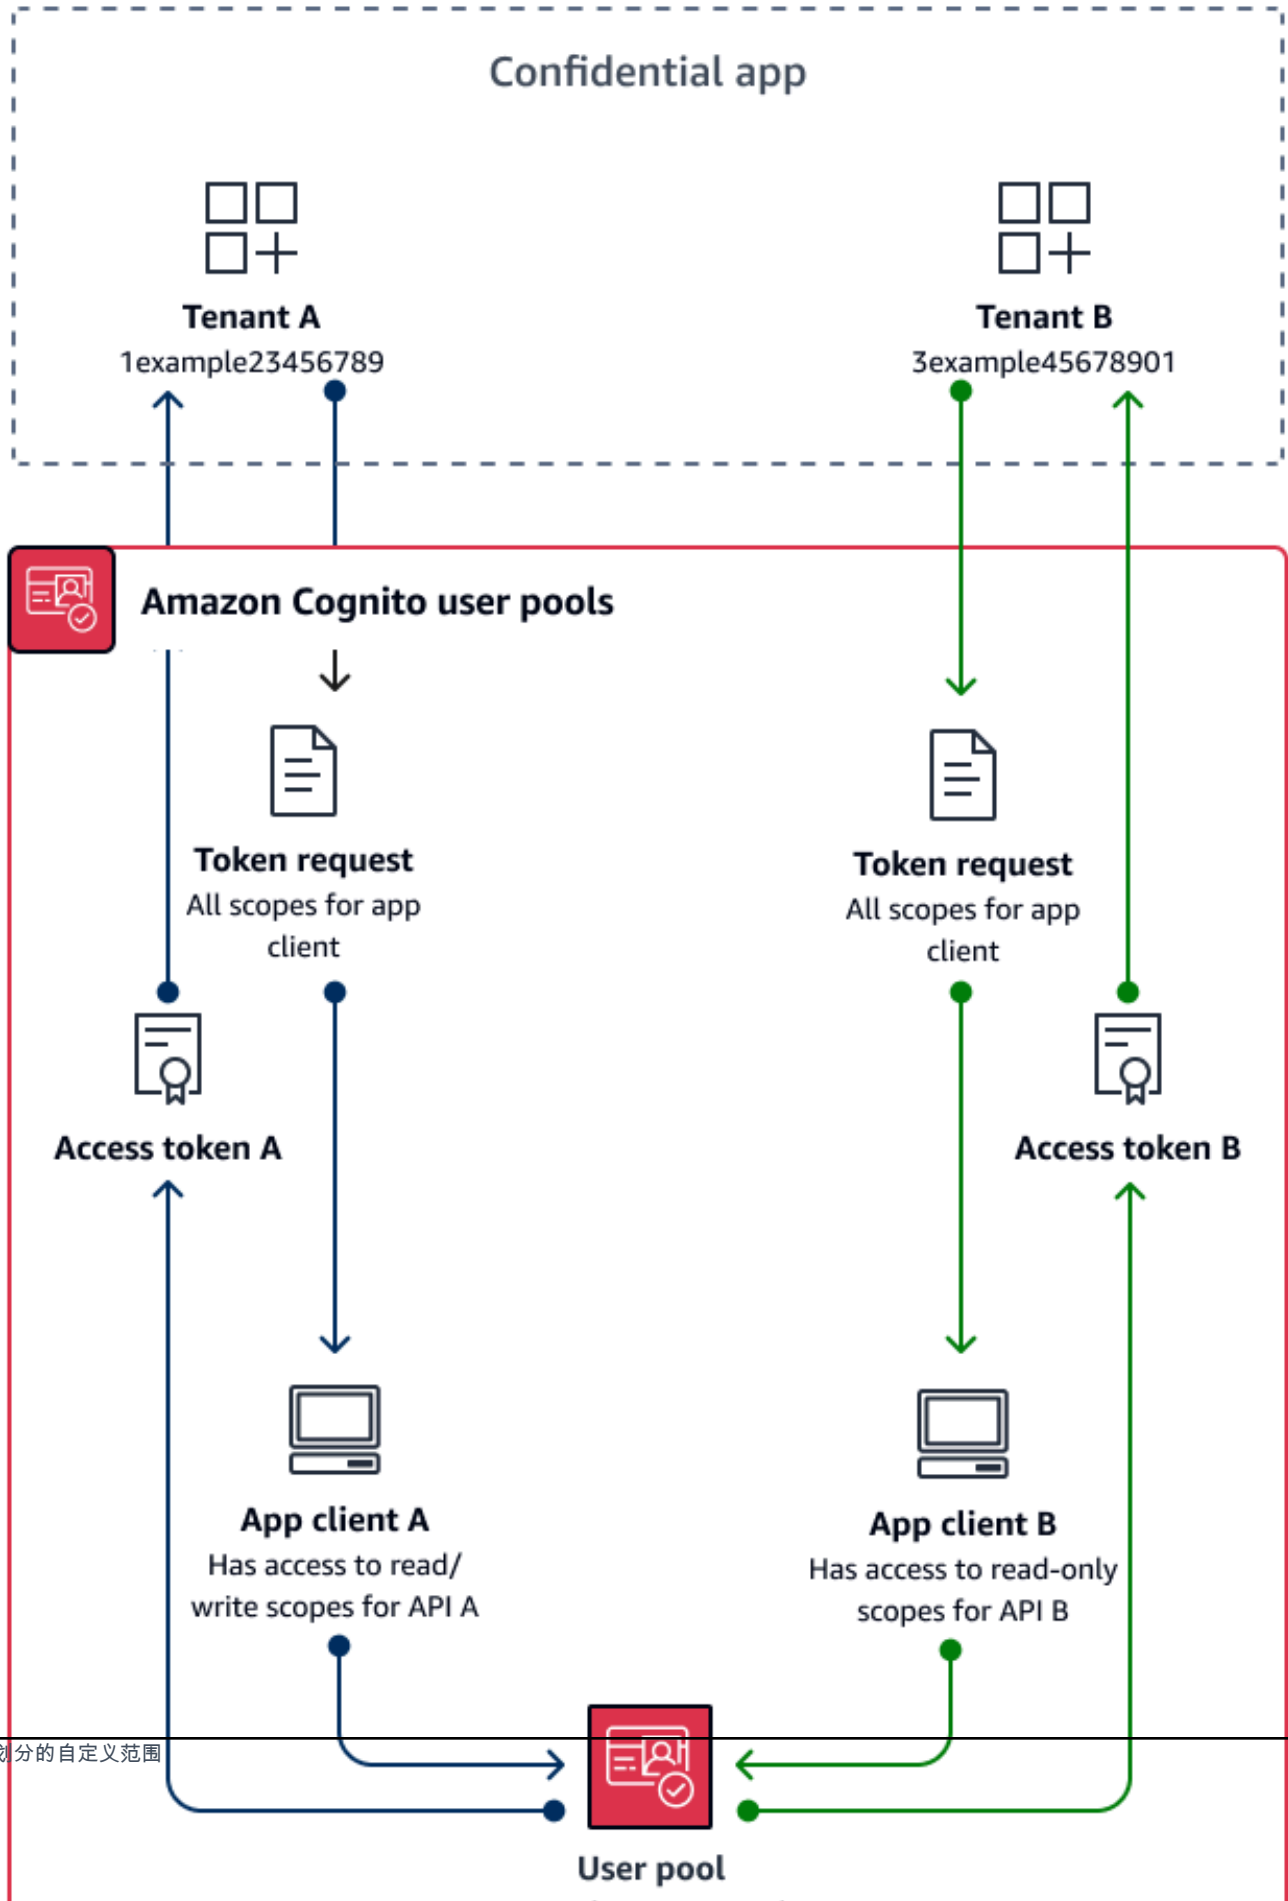 Confidential app
Tenant A
1example23456789
Tenant B
3example45678901
Amazon Cognito user pools
Token request
All scopes for app
client
Token request
All scopes for app
client
Access token A
Access token B
App client A
Has access to read/
write scopes for API A
App client B
Has access to read-only
scopes for API B
分的自定义范围
User pool